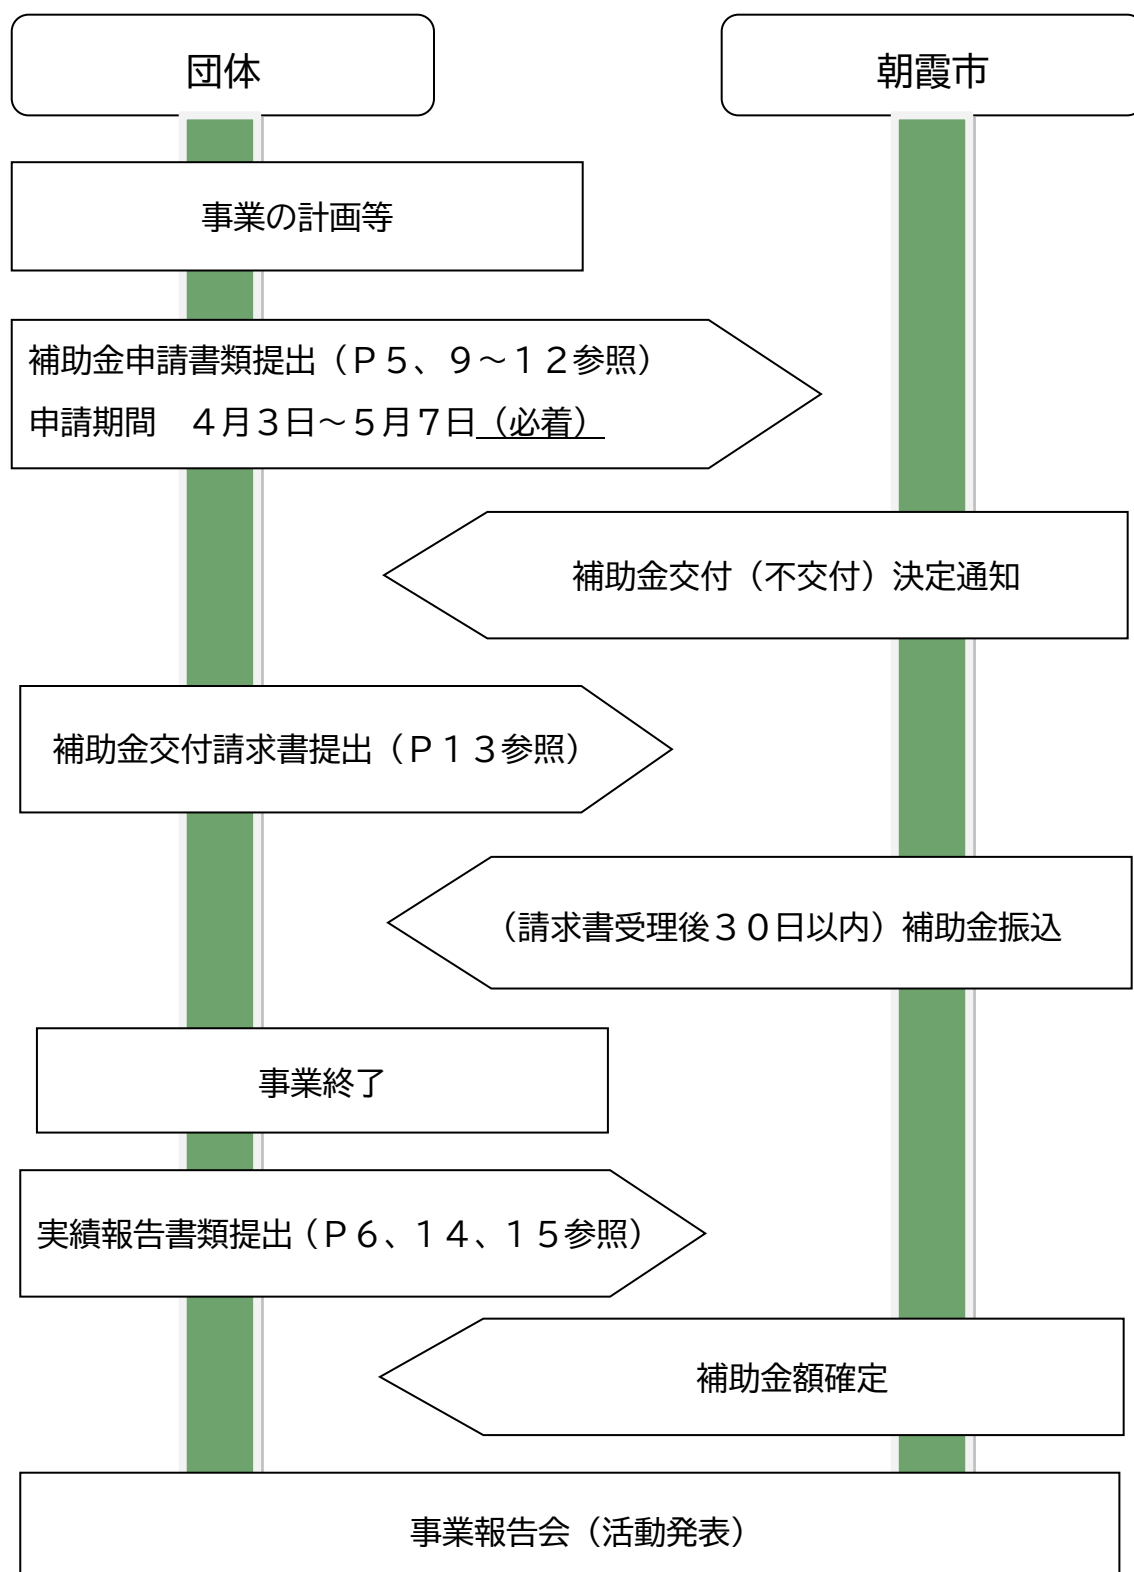 団体
朝霞市
事業の計画等
補助金申請書類提出（Ｐ５、９～１２参照）
申請期間　４月３日～５月７日（必着）
補助金交付（不交付）決定通知
補助金交付請求書提出（Ｐ１３参照）
（請求書受理後３０日以内）補助金振込
事業終了
実績報告書類提出（Ｐ６、１４、１５参照）
補助金額確定
事業報告会（活動発表）